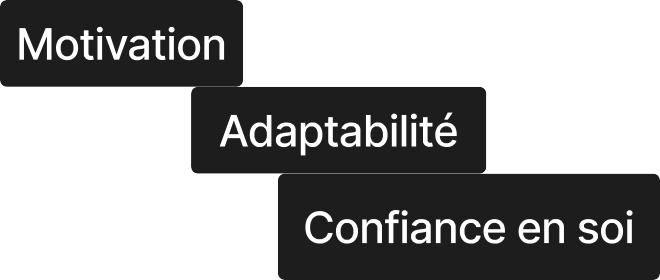 Motivation
Adaptabilité
Confiance en soi